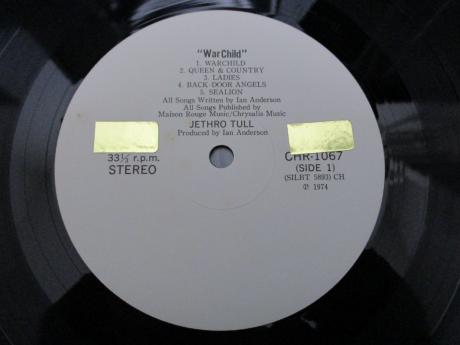 "WarChild"
1. WARCHILD
2. QUEEN & COUNTRY
3. LADIES
4. BACK-DOOR ANGELS
5. SEALION
All Songs Written by Ian Anderson
All Songs Published by
Maison Rouge Music/Chrysalis Music
JETHRO TULL
Produced by Ian Anderson
33⅓ r.p.m.
STEREO
CHR-1067
(SIDE 1)
(SILBT 5893) CH
℗ 1974